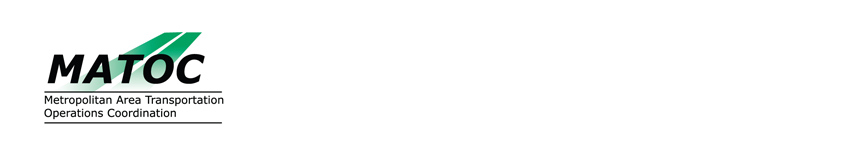 MATOC
Metropolitan Area Transportation
Operations Coordination